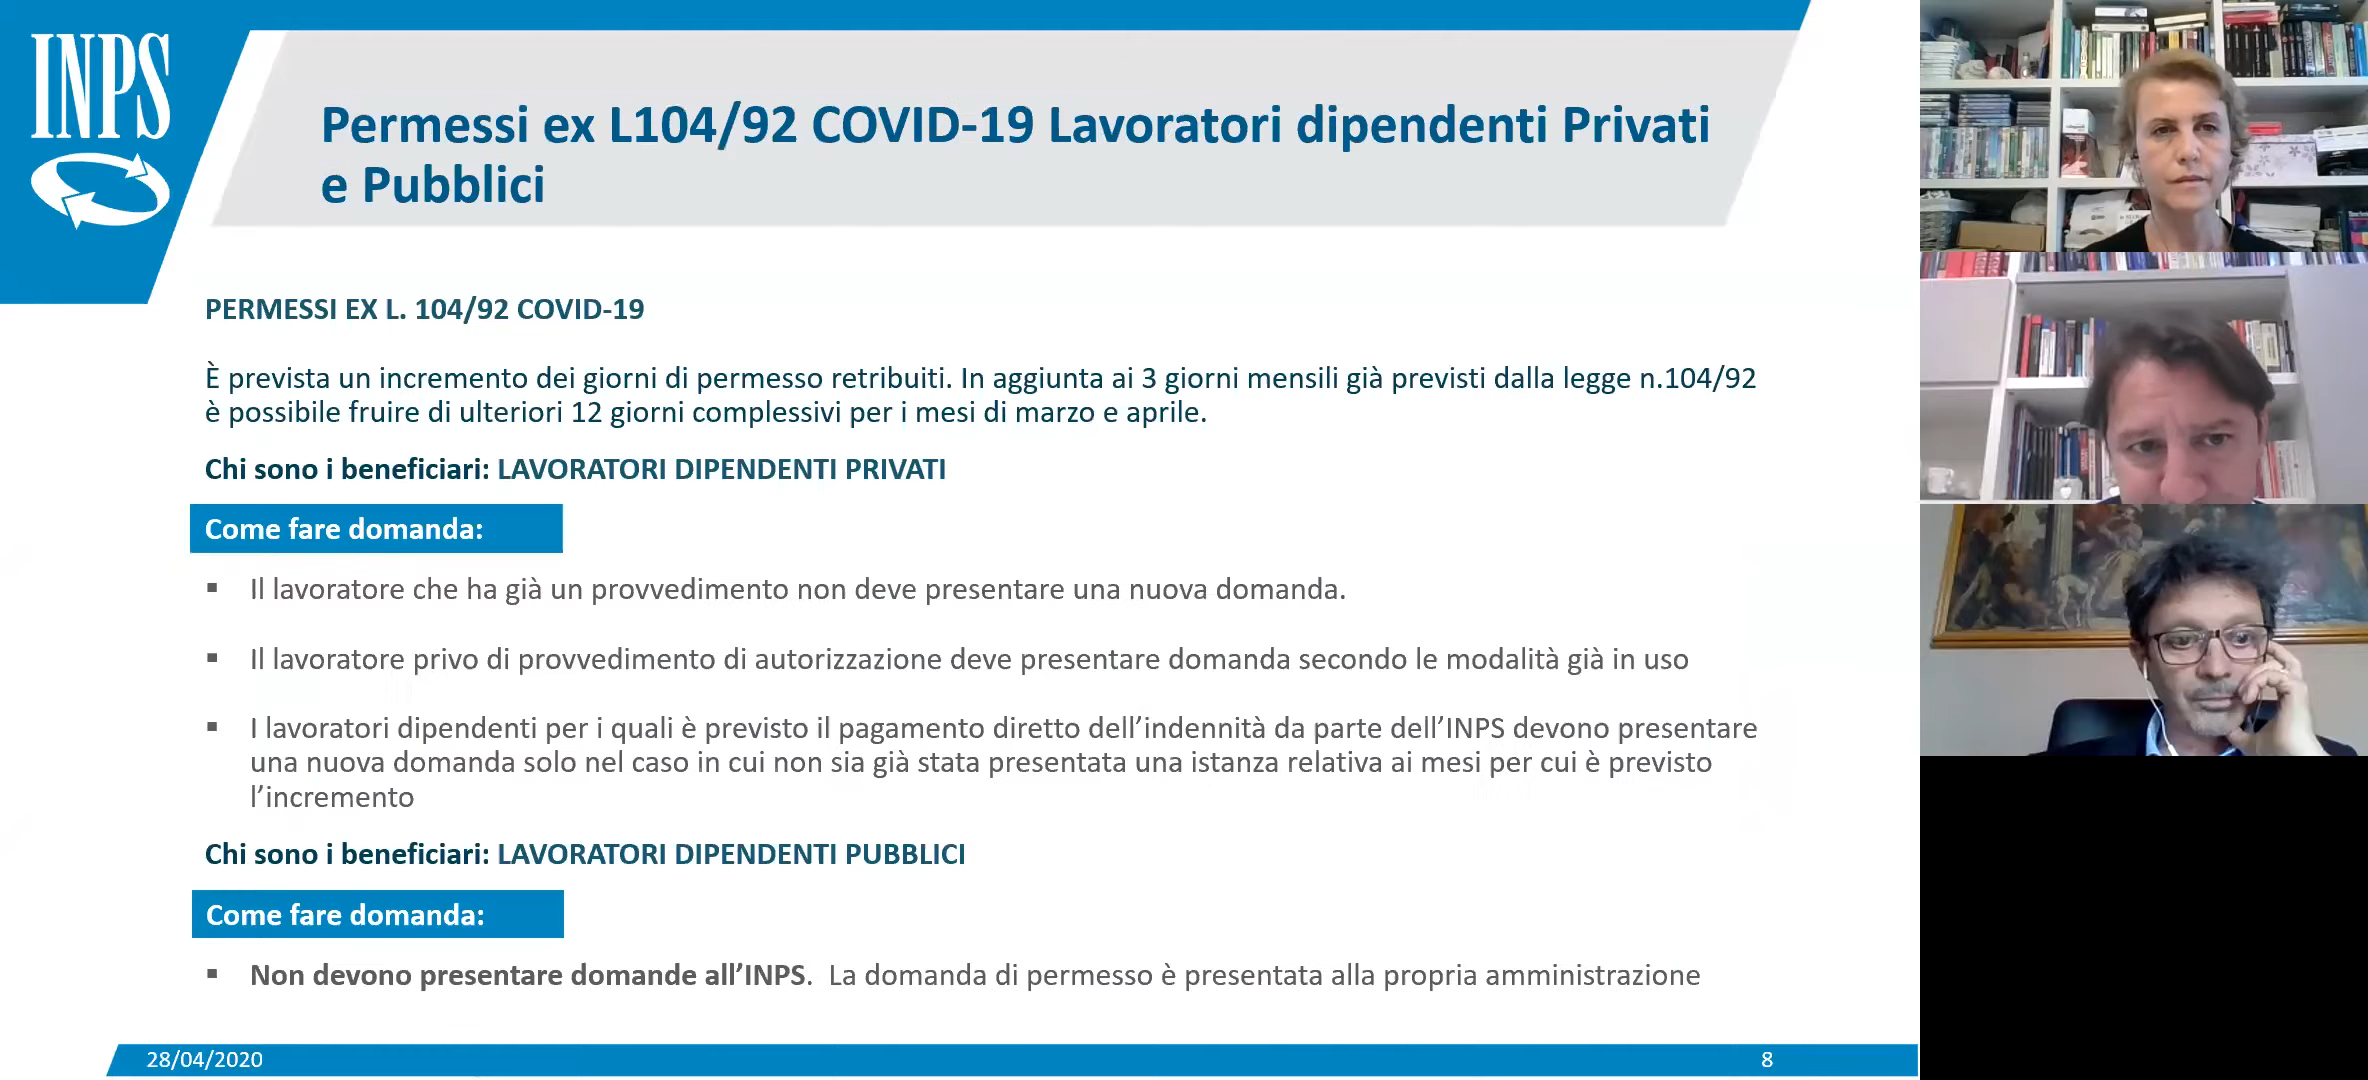 INPS
Permessi ex L104/92 COVID-19 Lavoratori dipendenti Privati
e Pubblici
PERMESSI EX L. 104/92 COVID-19
È prevista un incremento dei giorni di permesso retribuiti. In aggiunta ai 3 giorni mensili già previsti dalla legge n.104/92
è possibile fruire di ulteriori 12 giorni complessivi per i mesi di marzo e aprile.
Chi sono i beneficiari: LAVORATORI DIPENDENTI PRIVATI
Come fare domanda:
▪ Il lavoratore che ha già un provvedimento non deve presentare una nuova domanda.
▪ Il lavoratore privo di provvedimento di autorizzazione deve presentare domanda secondo le modalità già in uso
▪ I lavoratori dipendenti per i quali è previsto il pagamento diretto dell’indennità da parte dell’INPS devono presentare
una nuova domanda solo nel caso in cui non sia già stata presentata una istanza relativa ai mesi per cui è previsto
l’incremento
Chi sono i beneficiari: LAVORATORI DIPENDENTI PUBBLICI
Come fare domanda:
▪ Non devono presentare domande all’INPS. La domanda di permesso è presentata alla propria amministrazione
28/04/2020
8